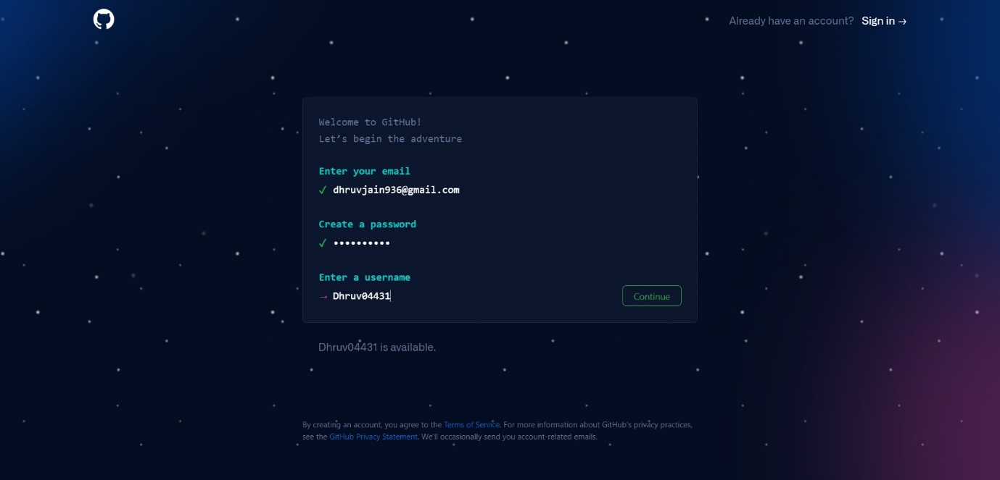 Already have an account? Sign in →
Welcome to GitHub!
Let’s begin the adventure
Enter your email
✓ dhruvjain936@gmail.com
Create a password
✓ ••••••••••
Enter a username
→ Dhruv04431
Continue
Dhruv04431 is available.
By creating an account, you agree to the Terms of Service. For more information about GitHub's privacy practices,
see the GitHub Privacy Statement. We'll occasionally send you account-related emails.